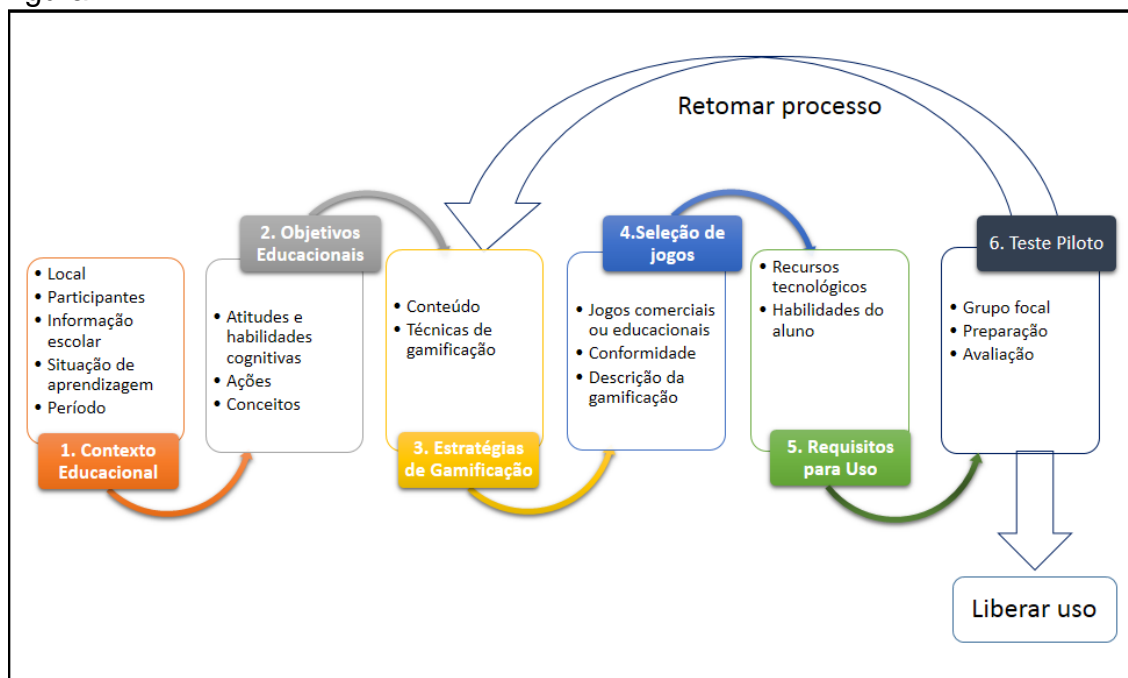 Retomar processo
1. Contexto
Educacional
• Local
• Participantes
• Informação
escolar
• Situação de
aprendizagem
• Período
2. Objetivos
Educacionais
• Atitudes e
habilidades
cognitivas
• Ações
• Conceitos
3. Estratégias
de Gamificação
• Conteúdo
• Técnicas de
gamificação
4.Seleção de
jogos
• Jogos comerciais
ou educacionais
• Conformidade
• Descrição da
gamificação
5. Requisitos
para Uso
• Recursos
tecnológicos
• Habilidades do
aluno
6. Teste Piloto
• Grupo focal
• Preparação
• Avaliação
Liberar uso